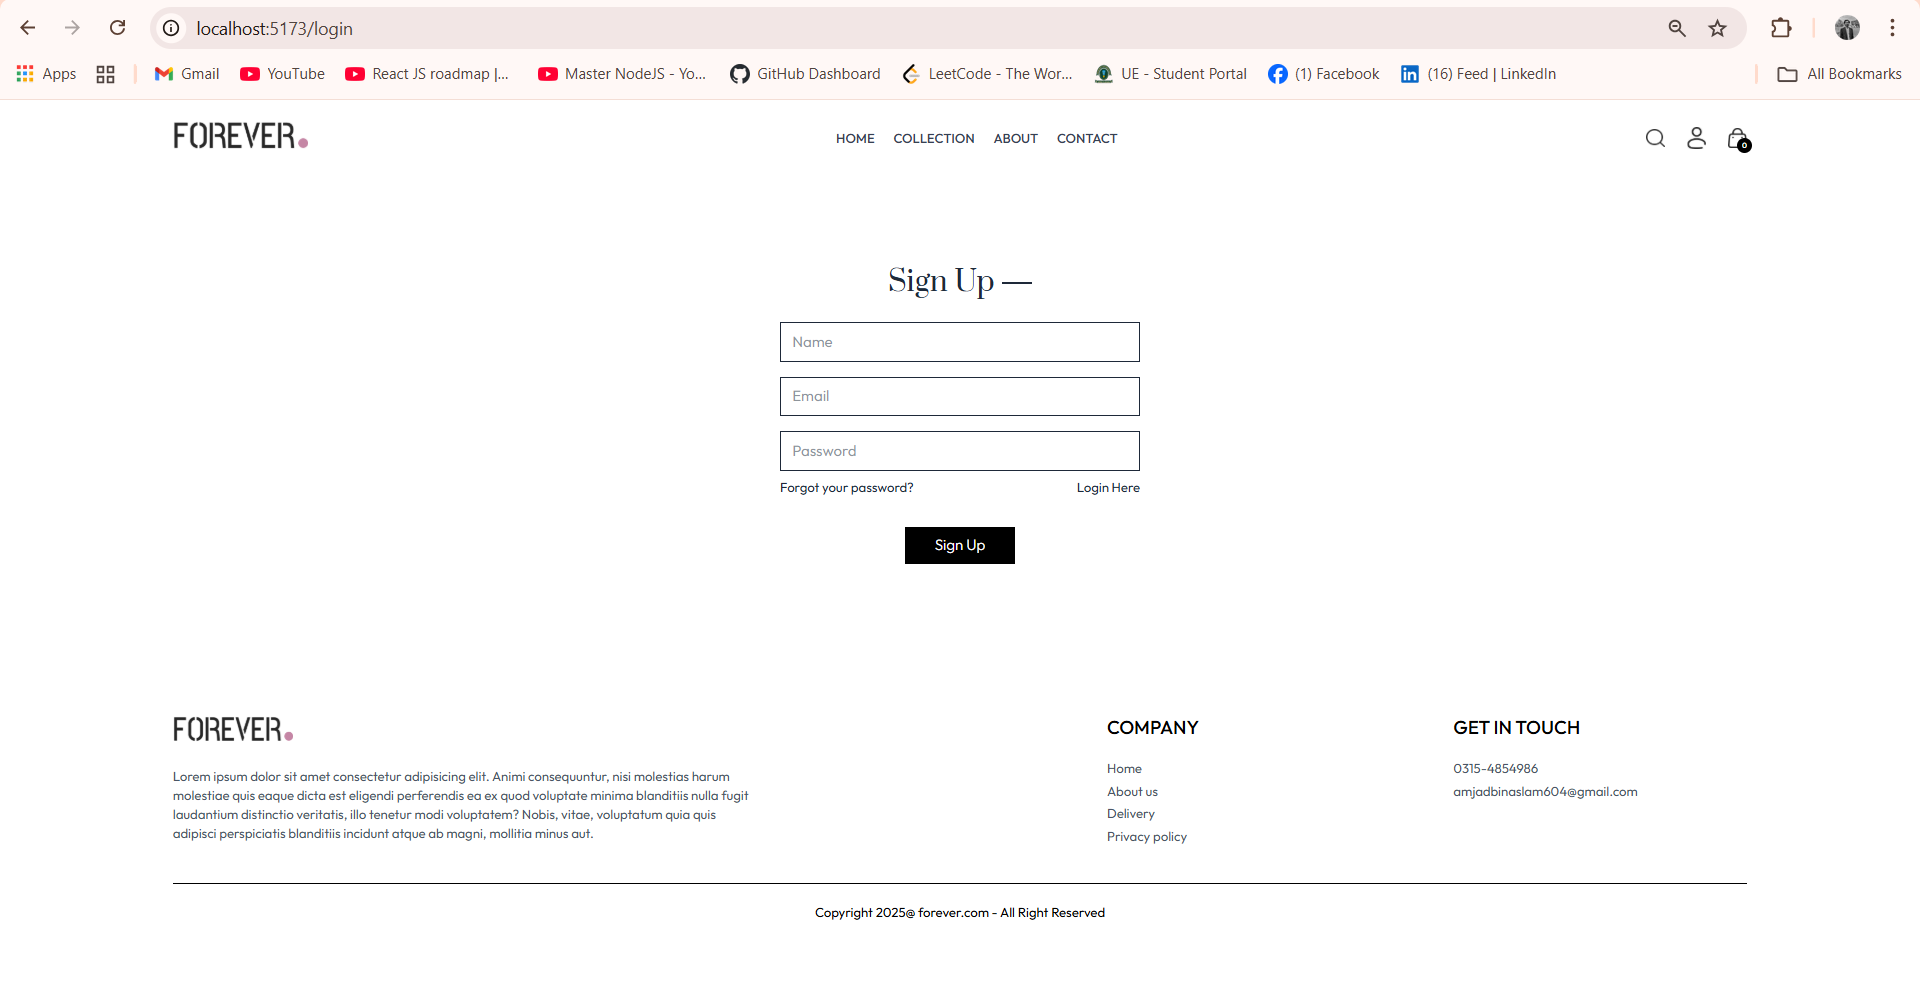 localhost:5173/login
Apps Gmail YouTube React JS roadmap |... Master NodeJS - Yo... GitHub Dashboard LeetCode - The Wor... UE - Student Portal (1) Facebook (16) Feed | LinkedIn All Bookmarks
FOREVER. HOME COLLECTION ABOUT CONTACT 0
Sign Up —
Name
Email
Password
Forgot your password? Login Here
Sign Up
FOREVER.
Lorem ipsum dolor sit amet consectetur adipisicing elit. Animi consequuntur, nisi molestias harum
molestiae quis eaque dicta est eligendi perferendis ea ex quod voluptate minima blanditiis nulla fugit
laudantium distinctio veritatis, illo tenetur modi voluptatem? Nobis, vitae, voluptatum quia quis
adipisci perspiciatis blanditiis incidunt atque ab magni, mollitia minus aut.
COMPANY
Home
About us
Delivery
Privacy policy
GET IN TOUCH
0315-4854986
amjadbinaslam604@gmail.com
Copyright 2025@ forever.com - All Right Reserved